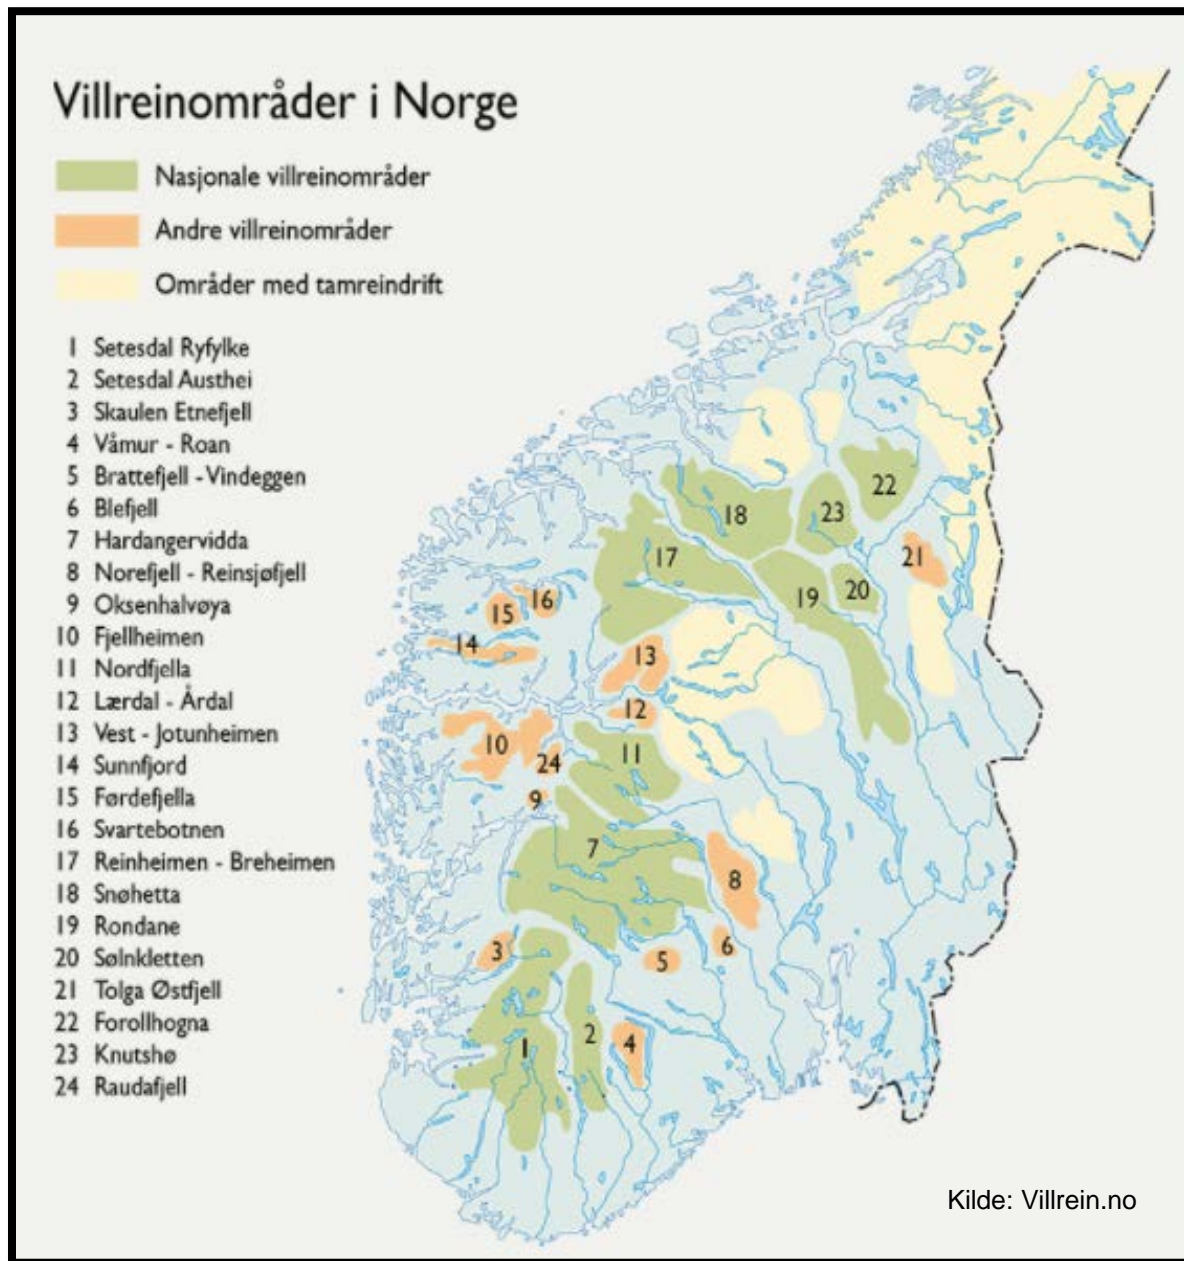 Villreinområder i Norge
Nasjonale villreinområder
Andre villreinområder
Områder med tamreindrift
1 Setesdal Ryfylke
2 Setesdal Austhei
3 Skaulen Etnefjell
4 Våmur - Roan
5 Brattefjell - Vindeggen
6 Blefjell
7 Hardangervidda
8 Norefjell - Reinsjøfjell
9 Oksenhalvøya
10 Fjellheimen
11 Nordfjella
12 Lærdal - Årdal
13 Vest - Jotunheimen
14 Sunnfjord
15 Førdefjella
16 Svartebotnen
17 Reinheimen - Breheimen
18 Snøhetta
19 Rondane
20 Sølnkletten
21 Tolga Østfjell
22 Forollhogna
23 Knutshø
24 Raudafjell
22
18
23
17
21
20
19
16
15
14
13
12
10
11
24
9
7
8
3
6
5
2
1
4
Kilde: Villrein.no